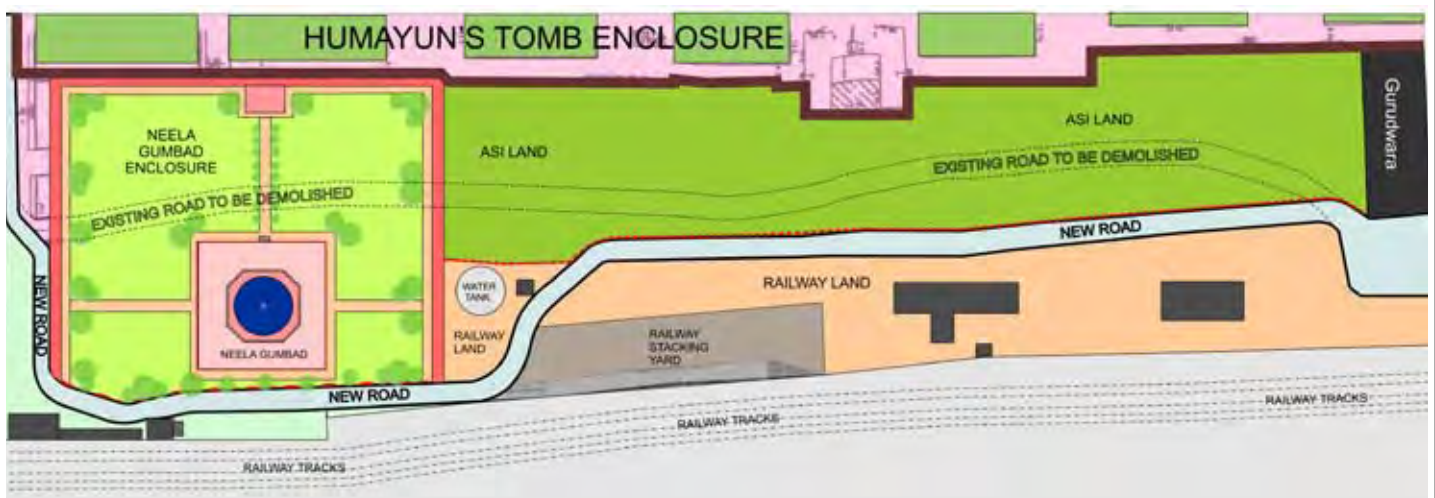 HUMAYUN'S TOMB ENCLOSURE
NEELA
GUMBAD
ENCLOSURE
ASI LAND
ASI LAND
Gurudwara
EXISTING ROAD TO BE DEMOLISHED
EXISTING ROAD TO BE DEMOLISHED
NEW ROAD
NEW ROAD
WATER
TANK
RAILWAY LAND
RAILWAY
LAND
RAILWAY
STACKING
YARD
NEELA GUMBAD
NEW ROAD
RAILWAY TRACKS
RAILWAY TRACKS
RAILWAY TRACKS